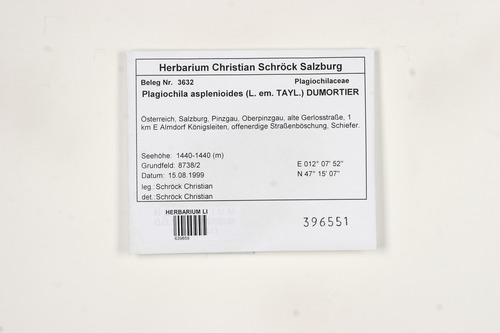 Herbarium Christian Schröck Salzburg
Beleg Nr. 3632 Plagiochilaceae
Plagiochila asplenioides (L. em. TAYL.) DUMORTIER
Österreich, Salzburg, Pinzgau, Oberpinzgau, alte Gerlosstraße, 1
km E Almdorf Königsleiten, offenerdige Straßenböschung, Schiefer.
Seehöhe: 1440-1440 (m) E 012° 07' 52"
Grundfeld: 8738/2 N 47° 15' 07"
Datum: 15.08.1999
leg.:Schröck Christian
det.:Schröck Christian
HERBARIUM LI
396551